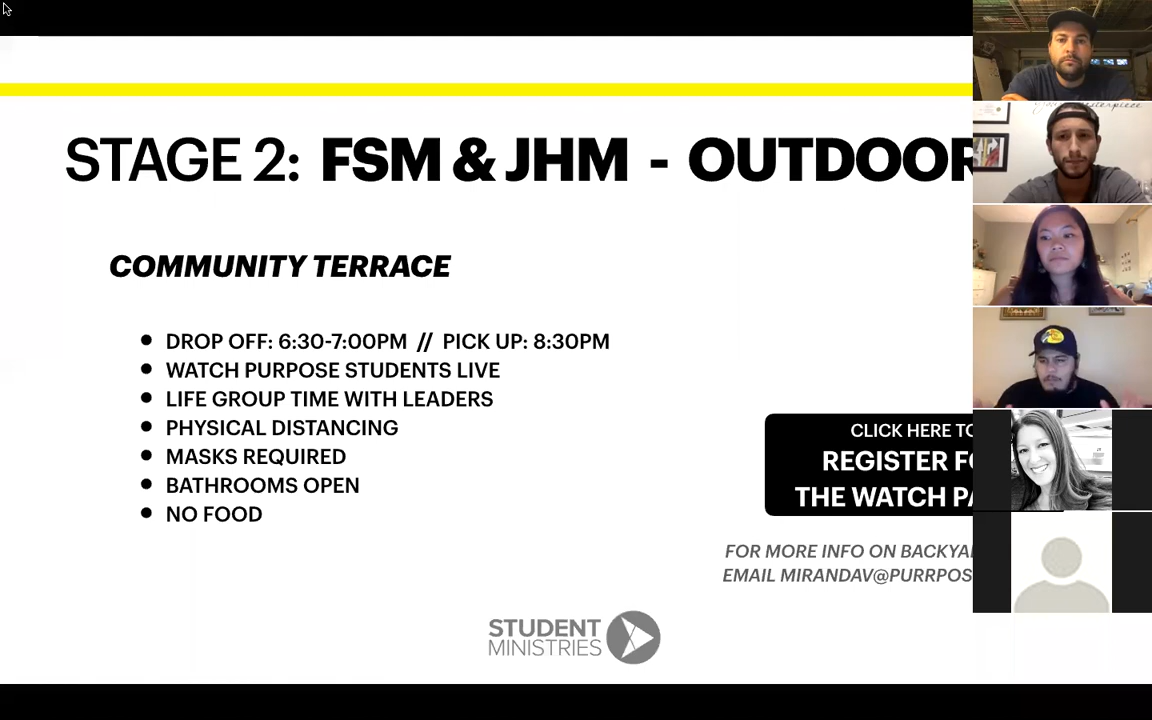 STAGE 2: FSM & JHM - OUTDOOR
COMMUNITY TERRACE
• DROP OFF: 6:30-7:00PM // PICK UP: 8:30PM
• WATCH PURPOSE STUDENTS LIVE
• LIFE GROUP TIME WITH LEADERS
• PHYSICAL DISTANCING
• MASKS REQUIRED
• BATHROOMS OPEN
• NO FOOD
CLICK HERE TO
REGISTER FO
THE WATCH PA
FOR MORE INFO ON BACKYA
EMAIL MIRANDAV@PURRPOS
STUDENT
MINISTRIES